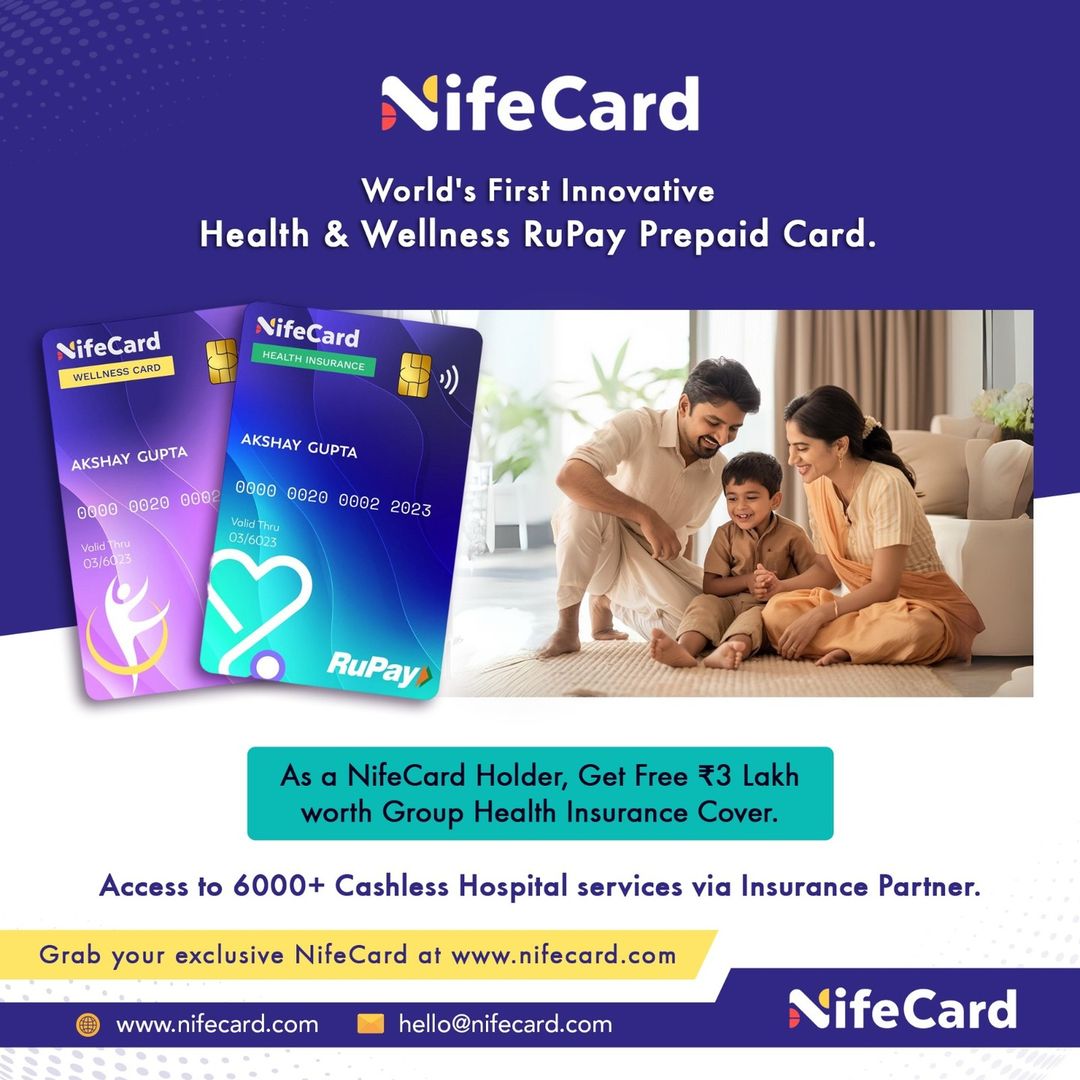 NifeCard
World's First Innovative
Health & Wellness RuPay Prepaid Card.
NifeCard
WELLNESS CARD
AKSHAY GUPTA
0000 0020 0002
Valid Thru
03/6023
NifeCard
HEALTH INSURANCE
AKSHAY GUPTA
0000 0020 0002 2023
Valid Thru
03/6023
RuPay
As a NifeCard Holder, Get Free ₹3 Lakh
worth Group Health Insurance Cover.
Access to 6000+ Cashless Hospital services via Insurance Partner.
Grab your exclusive NifeCard at www.nifecard.com
www.nifecard.com hello@nifecard.com
NifeCard